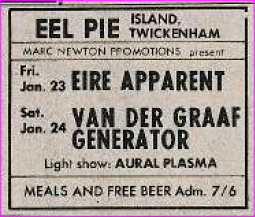 EEL PIE ISLAND, TWICKENHAM
MARC NEWTON PPOMOTIONS present
Fri. Jan. 23 EIRE APPARENT
Sat. Jan. 24 VAN DER GRAAF GENERATOR
Light show: AURAL PLASMA
MEALS AND FREE BEER Adm. 7/6